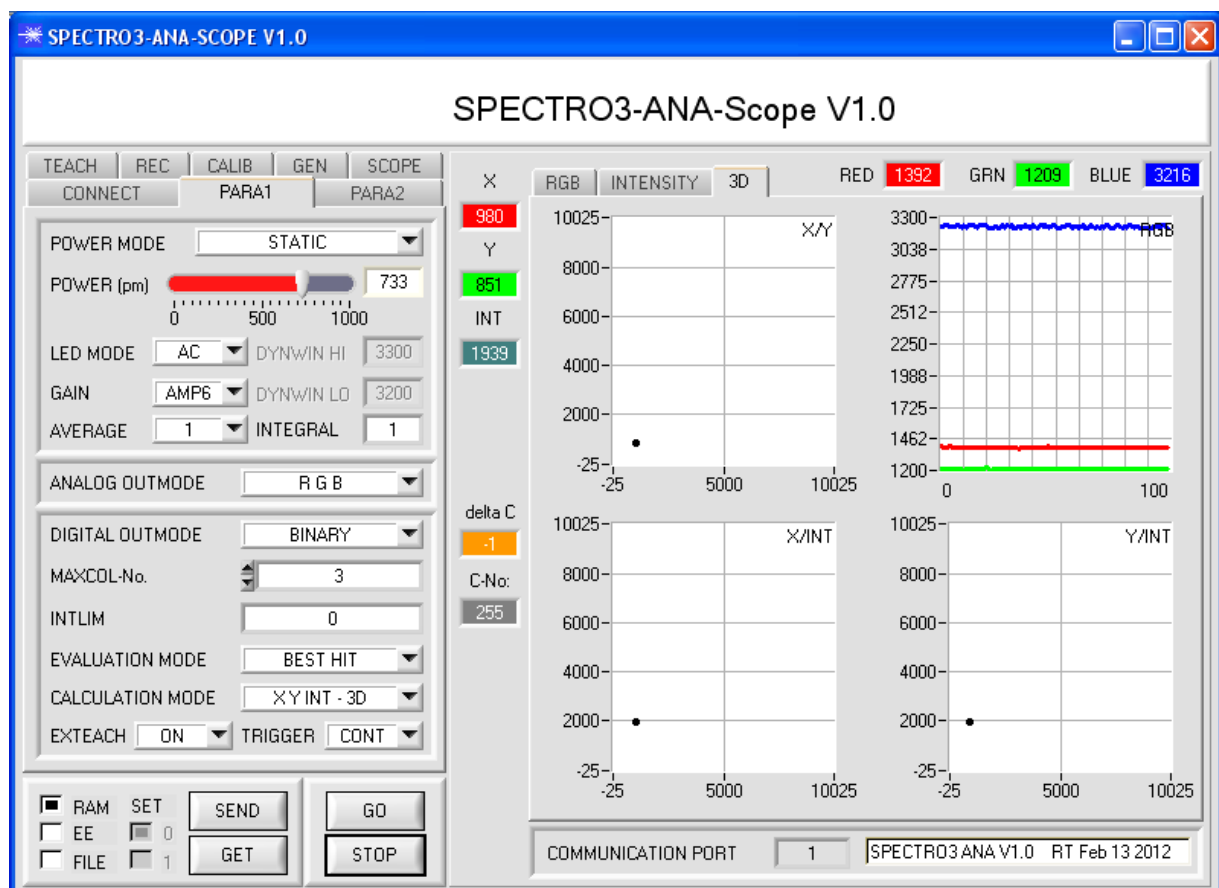 SPECTRO3-ANA-SCOPE V1.0
SPECTRO3-ANA-Scope V1.0
TEACH REC CALIB GEN SCOPE
CONNECT PARA1 PARA2
POWER MODE STATIC
POWER (pm) 733
0 500 1000
LED MODE AC DYNWIN HI 3300
GAIN AMP6 DYNWIN LO 3200
AVERAGE 1 INTEGRAL 1
ANALOG OUTMODE R G B
DIGITAL OUTMODE BINARY
MAXCOL-No. 3
INTLIM 0
EVALUATION MODE BEST HIT
CALCULATION MODE X Y INT - 3D
EXTEACH ON TRIGGER CONT
RAM SET SEND GO
EE 0
FILE 1 GET STOP
X
980
Y
851
INT
1939
delta C
-1
C-No:
255
RGB INTENSITY 3D RED 1392 GRN 1209 BLUE 3216
X/Y
10025
8000
6000
4000
2000
-25
-25 5000 10025
RGB
3300
3038
2775
2512
2250
1988
1725
1462
1200
0 100
X/INT
10025
8000
6000
4000
2000
-25
-25 5000 10025
Y/INT
10025
8000
6000
4000
2000
-25
-25 5000 10025
COMMUNICATION PORT 1 SPECTRO3 ANA V1.0 RT Feb 13 2012